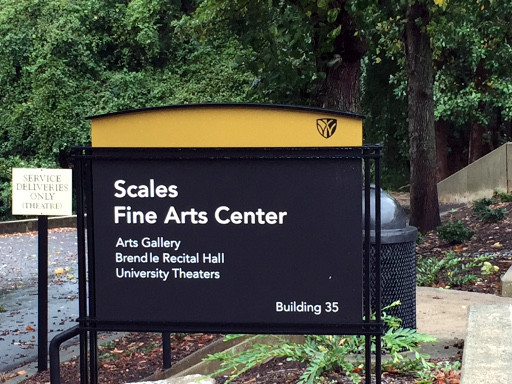 SERVICE
DELIVERIES
ONLY
(THEATRE)
Scales
Fine Arts Center
Arts Gallery
Brendle Recital Hall
University Theaters
Building 35